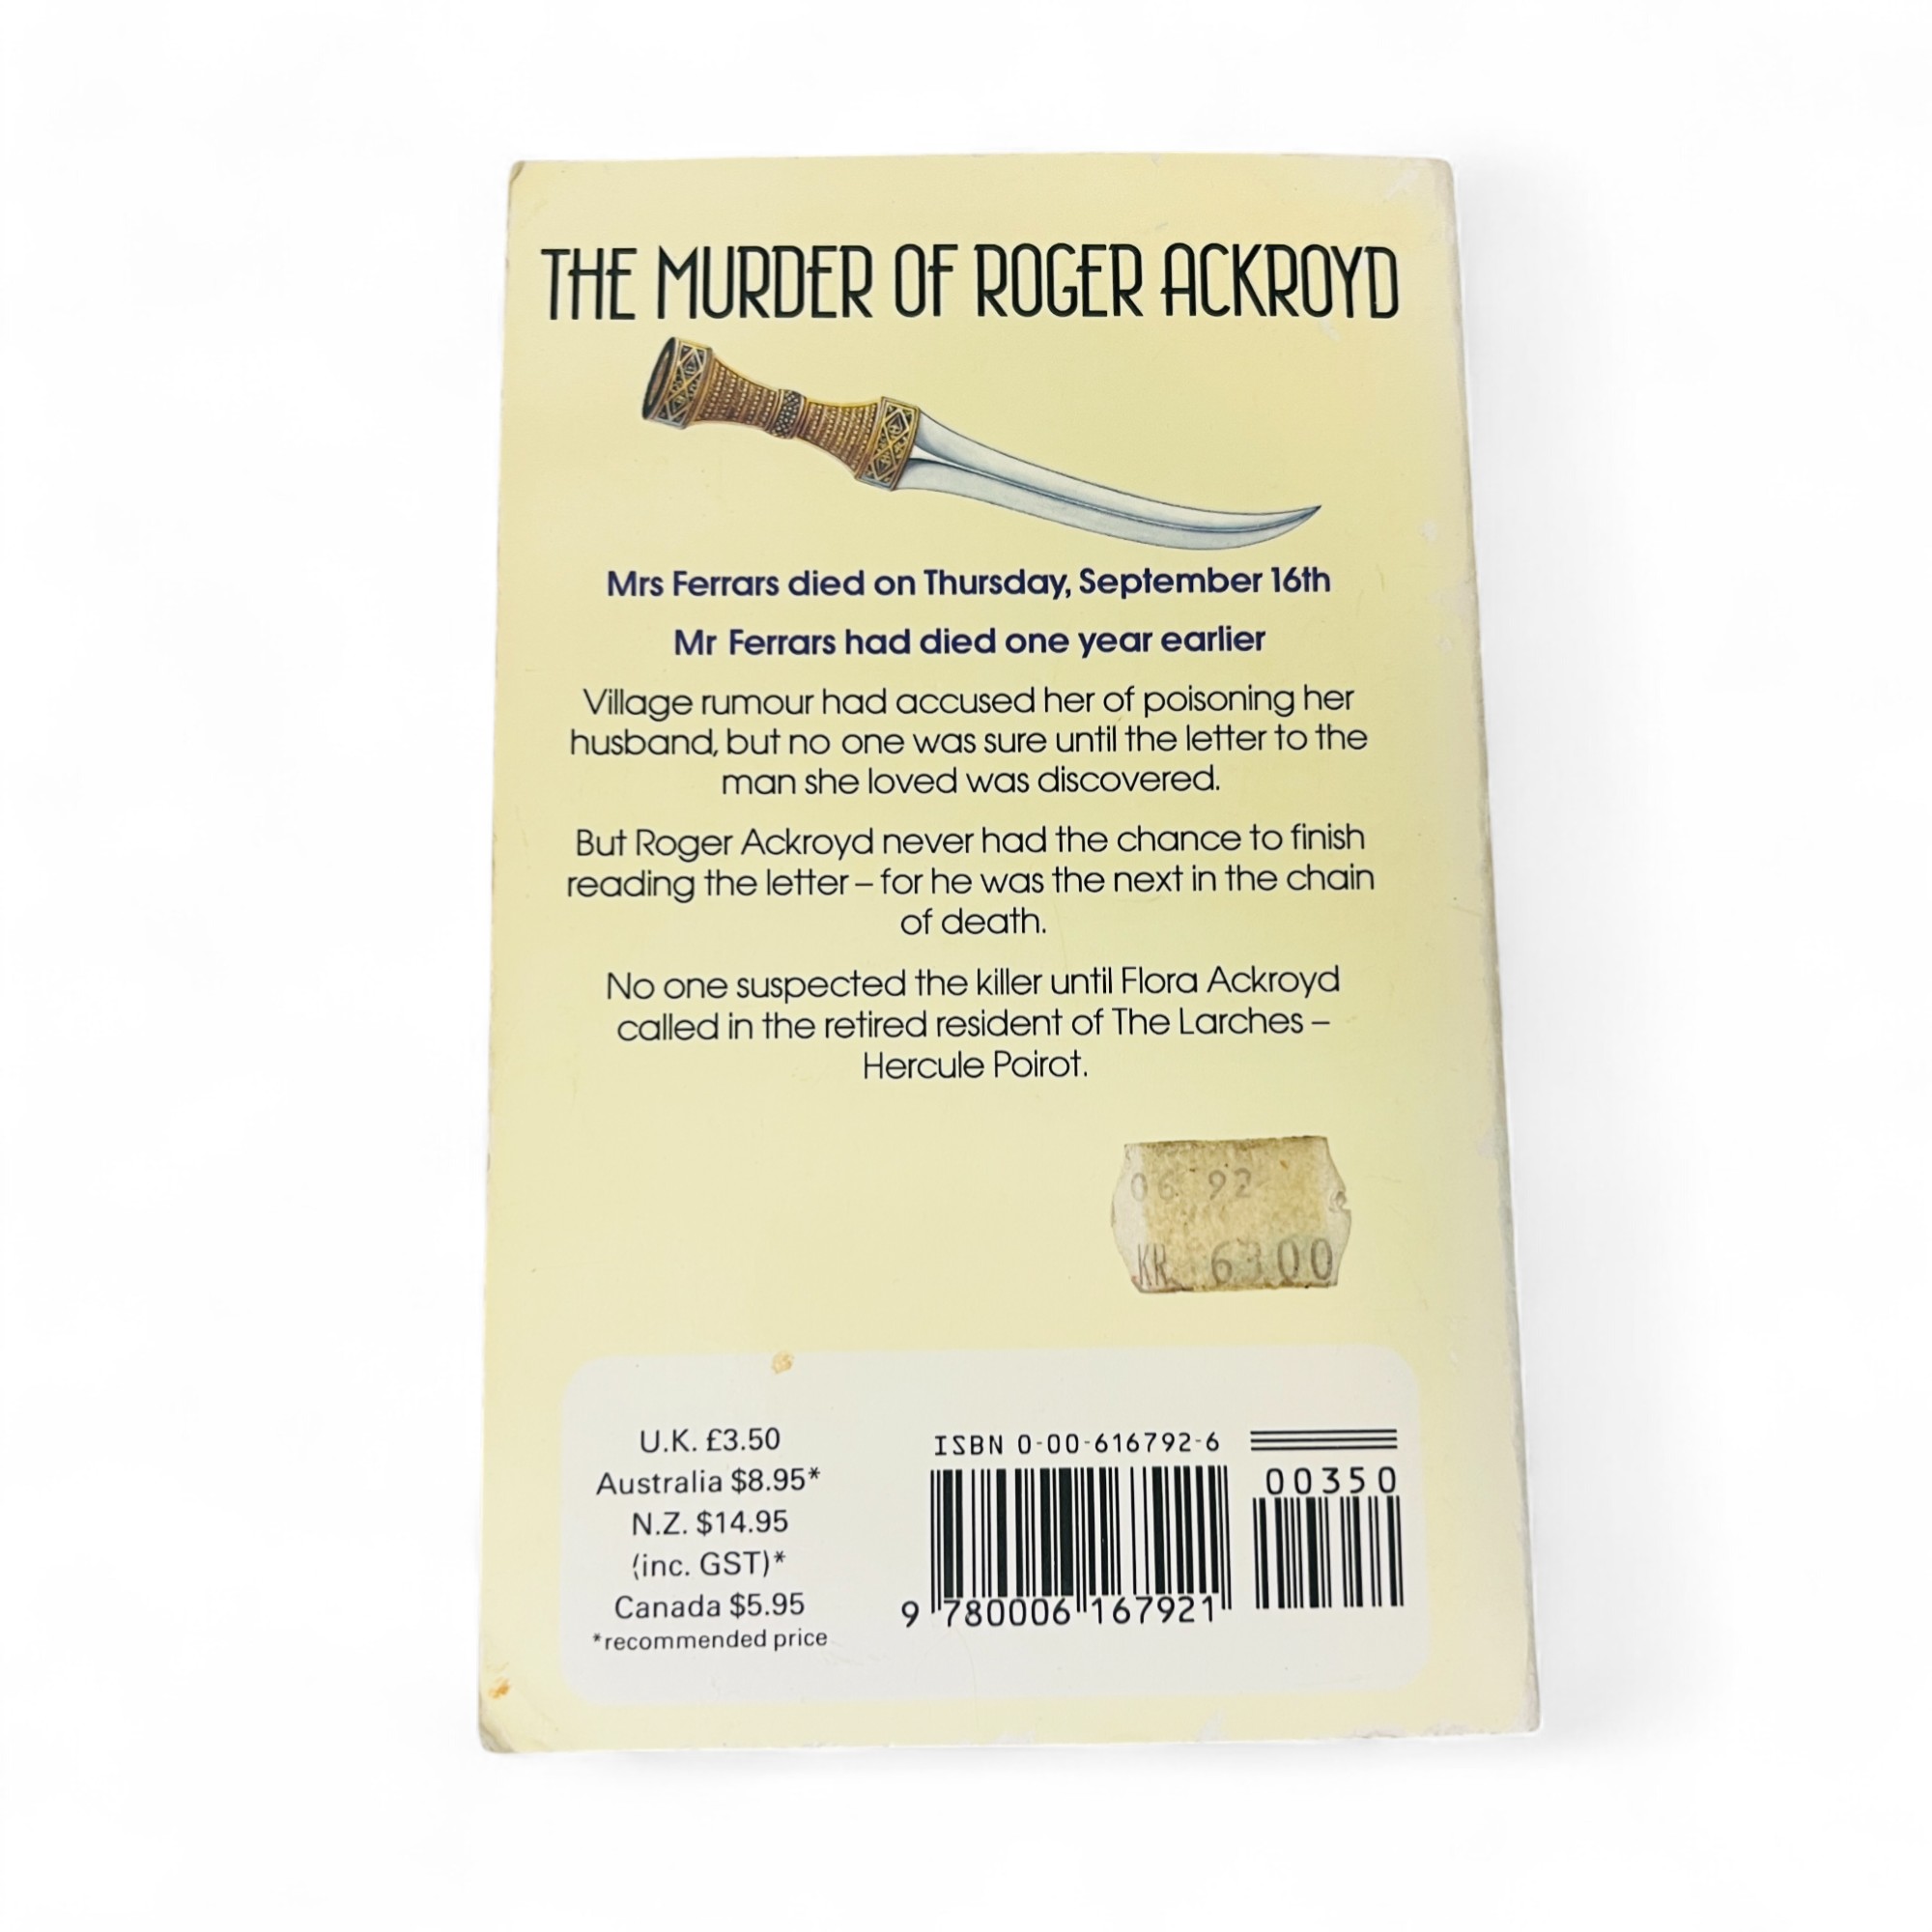 THE MURDER OF ROGER ACKROYD
Mrs Ferrars died on Thursday, September 16th
Mr Ferrars had died one year earlier
Village rumour had accused her of poisoning her
husband, but no one was sure until the letter to the
man she loved was discovered.
But Roger Ackroyd never had the chance to finish
reading the letter – for he was the next in the chain
of death.
No one suspected the killer until Flora Ackroyd
called in the retired resident of The Larches –
Hercule Poirot.
06 92
KR 6300
U.K. £3.50
Australia $8.95*
N.Z. $14.95
(inc. GST)*
Canada $5.95
*recommended price
ISBN 0-00-616792-6
00350
9 780006 167921